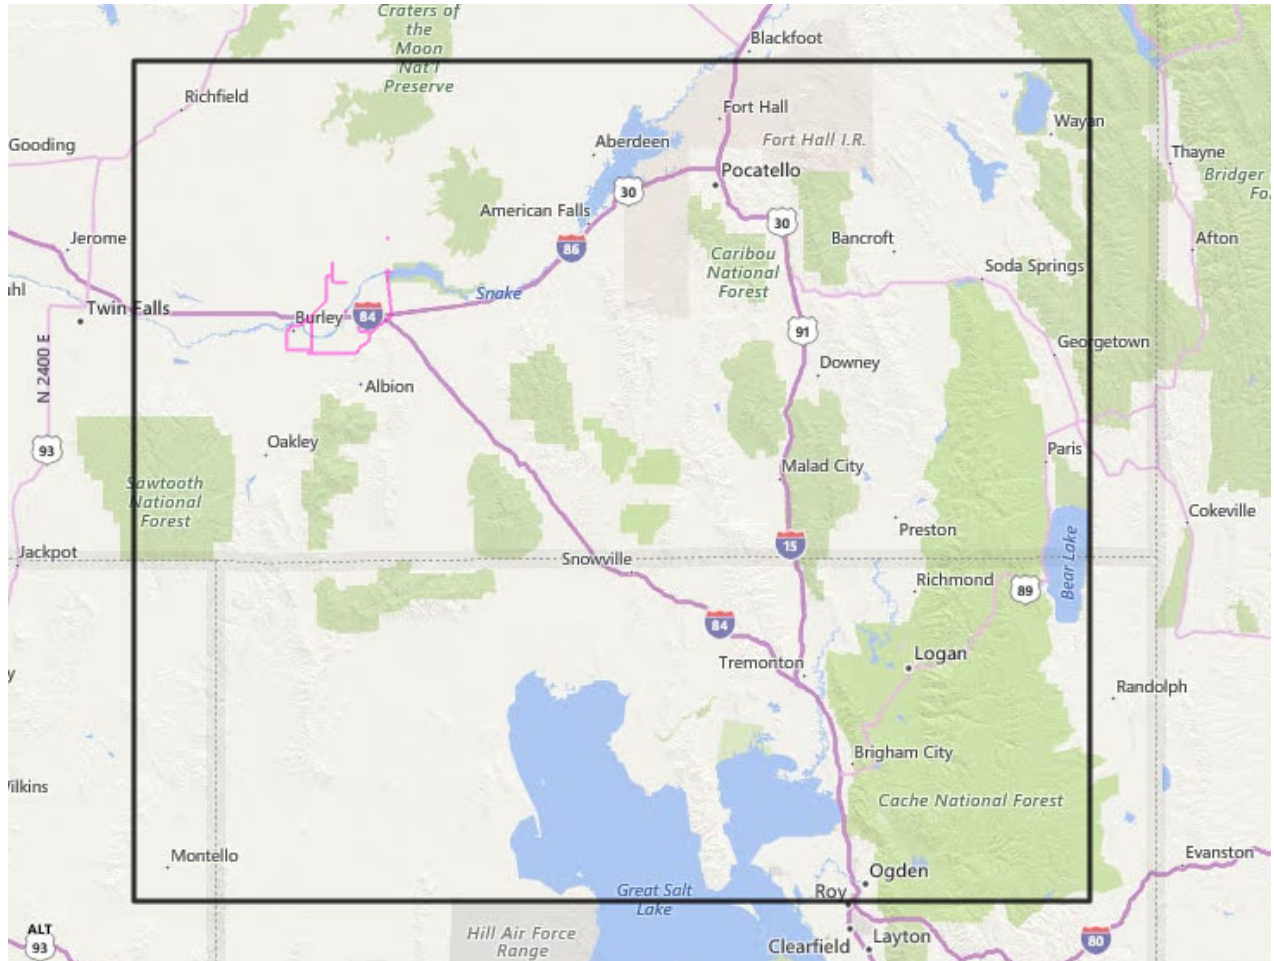 Craters of
the
Moon
Nat'l
Preserve
Blackfoot
Richfield
Fort Hall
Wayan
Gooding
Aberdeen
Fort Hall I.R.
Thayne
Pocatello
Bridger
Fo
30
American Falls
30
Jerome
86
Bancroft
Afton
Caribou
National
Forest
Soda Springs
Snake
Twin Falls
Burley
84
91
Georgetown
N 2400 E
Downey
Albion
93
Oakley
Paris
Malad City
Sawtooth
National
Forest
Cokeville
Preston
Jackpot
15
Snowville
Bear Lake
Richmond
89
84
Logan
Tremonton
Randolph
Brigham City
Cache National Forest
Montello
Evanston
Ogden
Great Salt
Lake
Roy
ALT
93
Hill Air Force
Range
Clearfield
Layton
80